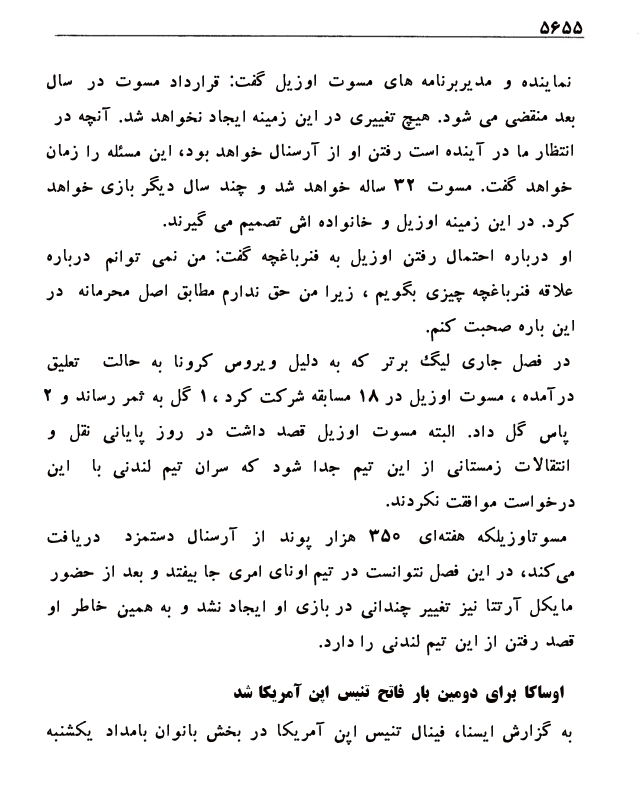 ۵۶۵۵
نماینده و مدیربرنامه های مسوت اوزیل گفت: قرارداد مسوت در سال
بعد منقضی می شود. هیچ تغییری در این زمینه ایجاد نخواهد شد. آنچه در
انتظار ما در آینده است رفتن او از آرسنال خواهد بود، این مسئله را زمان
خواهد گفت. مسوت ۳۲ ساله خواهد شد و چند سال دیگر بازی خواهد
کرد. در این زمینه اوزیل و خانواده اش تصمیم می گیرند.
او درباره احتمال رفتن اوزیل به فنرباغچه گفت: من نمی توانم درباره
علاقه فنرباغچه چیزی بگویم ، زیرا من حق ندارم مطابق اصل محرمانه در
این باره صحبت کنم.
در فصل جاری لیگ برتر که به دلیل ویروس کرونا به حالت تعلیق
درآمده ، مسوت اوزیل در ۱۸ مسابقه شرکت کرد ، ۱ گل به ثمر رساند و ۲
پاس گل داد. البته مسوت اوزیل قصد داشت در روز پایانی نقل و
انتقالات زمستانی از این تیم جدا شود که سران تیم لندنی با این
درخواست موافقت نکردند.
مسوتاوزیلکه هفته‌ای ۳۵۰ هزار پوند از آرسنال دستمزد دریافت
می‌کند، در این فصل نتوانست در تیم اونای امری جا بیفتد و بعد از حضور
مایکل آرتتا نیز تغییر چندانی در بازی او ایجاد نشد و به همین خاطر او
قصد رفتن از این تیم لندنی را دارد.
اوساکا برای دومین بار فاتح تنیس اپن آمریکا شد
به گزارش ایسنا، فینال تنیس اپن آمریکا در بخش بانوان بامداد یکشنبه